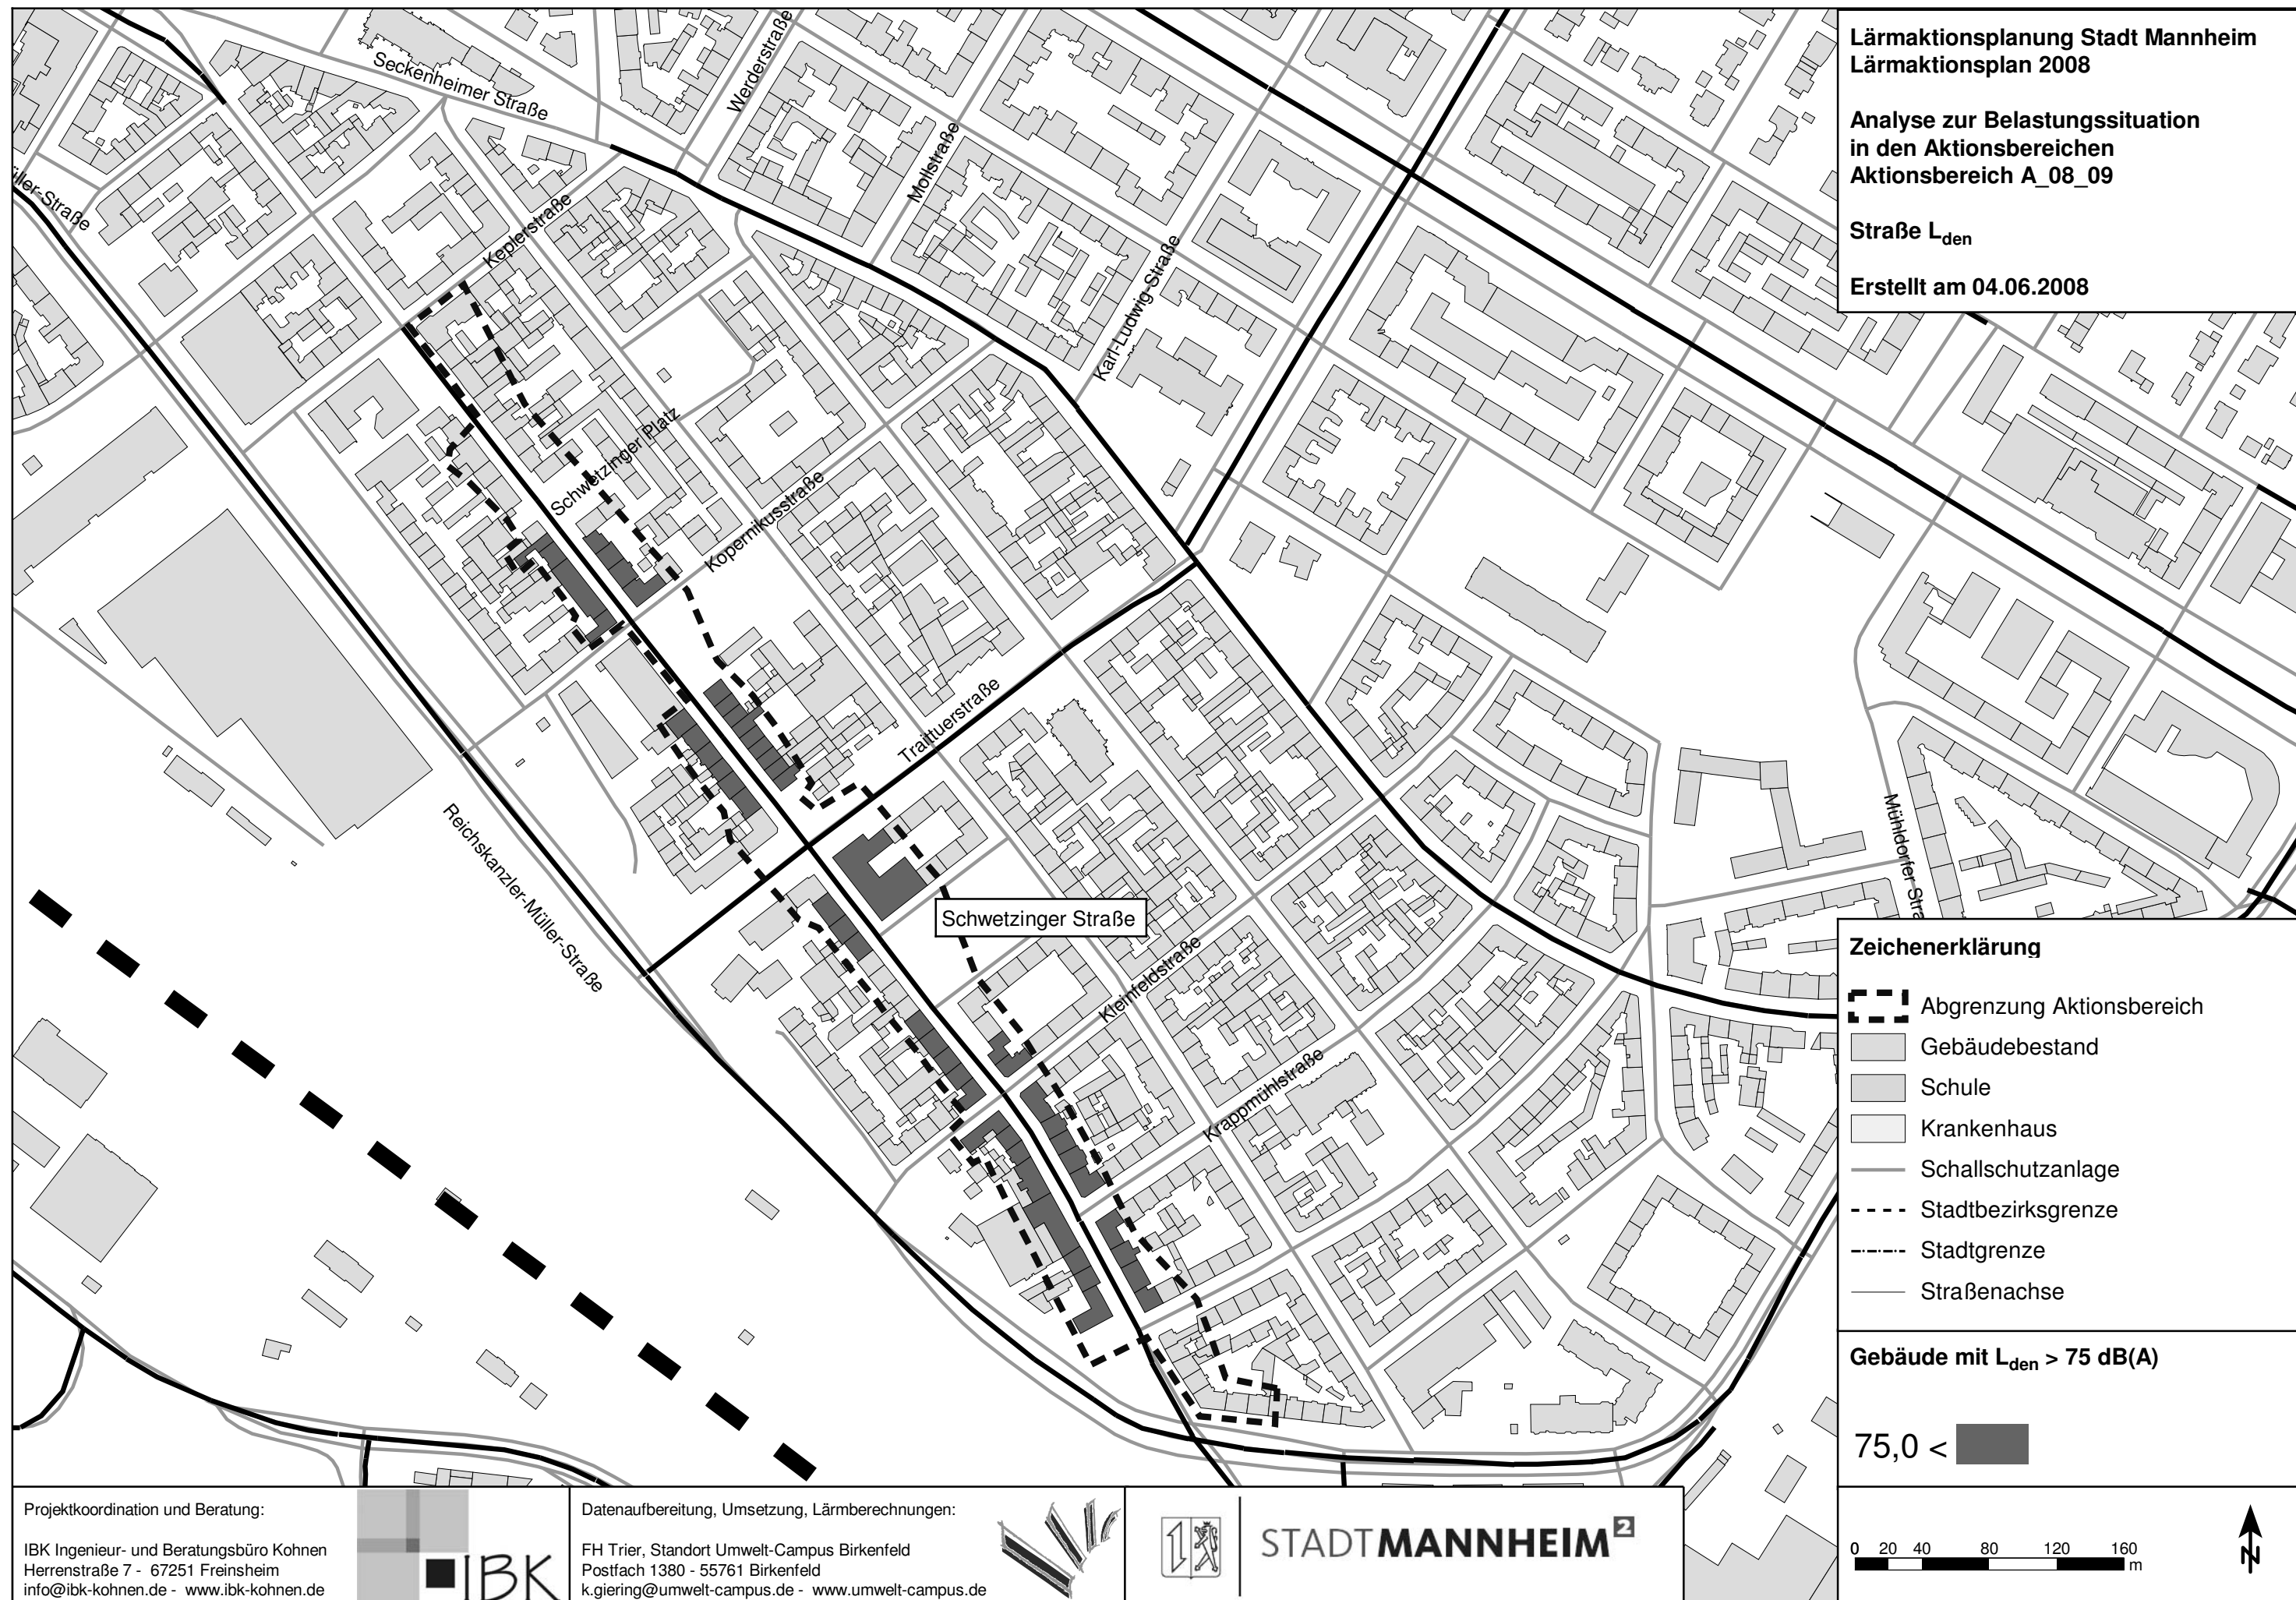 Lärmaktionsplanung Stadt Mannheim
Lärmaktionsplan 2008
Analyse zur Belastungssituation
in den Aktionsbereichen
Aktionsbereich A_08_09
Straße Lden
Erstellt am 04.06.2008
Seckenheimer Straße
Werderstraße
Mollstraße
Keplerstraße
Karl-Ludwig-Straße
Schwetzinger Platz
Kopernikusstraße
Traitteurstraße
Reichskanzler-Müller-Straße
Schwetzinger Straße
Kleinfeldstraße
Krappmühlstraße
Mühldorfer Stra
Zeichenerklärung
Abgrenzung Aktionsbereich
Gebäudebestand
Schule
Krankenhaus
Schallschutzanlage
Stadtbezirksgrenze
Stadtgrenze
Straßenachse
Gebäude mit Lden > 75 dB(A)
75,0 <
0 20 40 80 120 160
m
N
Projektkoordination und Beratung:
IBK Ingenieur- und Beratungsbüro Kohnen
Herrenstraße 7 - 67251 Freinsheim
info@ibk-kohnen.de - www.ibk-kohnen.de
IBK
Datenaufbereitung, Umsetzung, Lärmberechnungen:
FH Trier, Standort Umwelt-Campus Birkenfeld
Postfach 1380 - 55761 Birkenfeld
k.giering@umwelt-campus.de - www.umwelt-campus.de
STADTMANNHEIM²